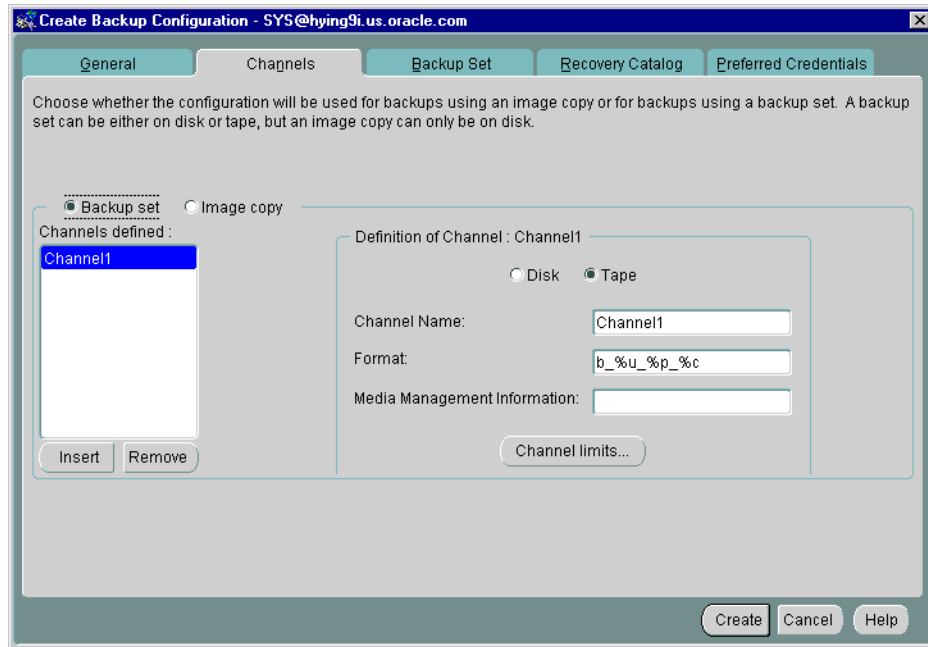 Create Backup Configuration - SYS@hying9i.us.oracle.com
General Channels Backup Set Recovery Catalog Preferred Credentials
Choose whether the configuration will be used for backups using an image copy or for backups using a backup set. A backup
set can be either on disk or tape, but an image copy can only be on disk.
Backup set Image copy
Channels defined :
Channel1
Insert Remove
Definition of Channel : Channel1
Disk Tape
Channel Name: Channel1
Format: b_%u_%p_%c
Media Management Information:
Channel limits...
Create Cancel Help